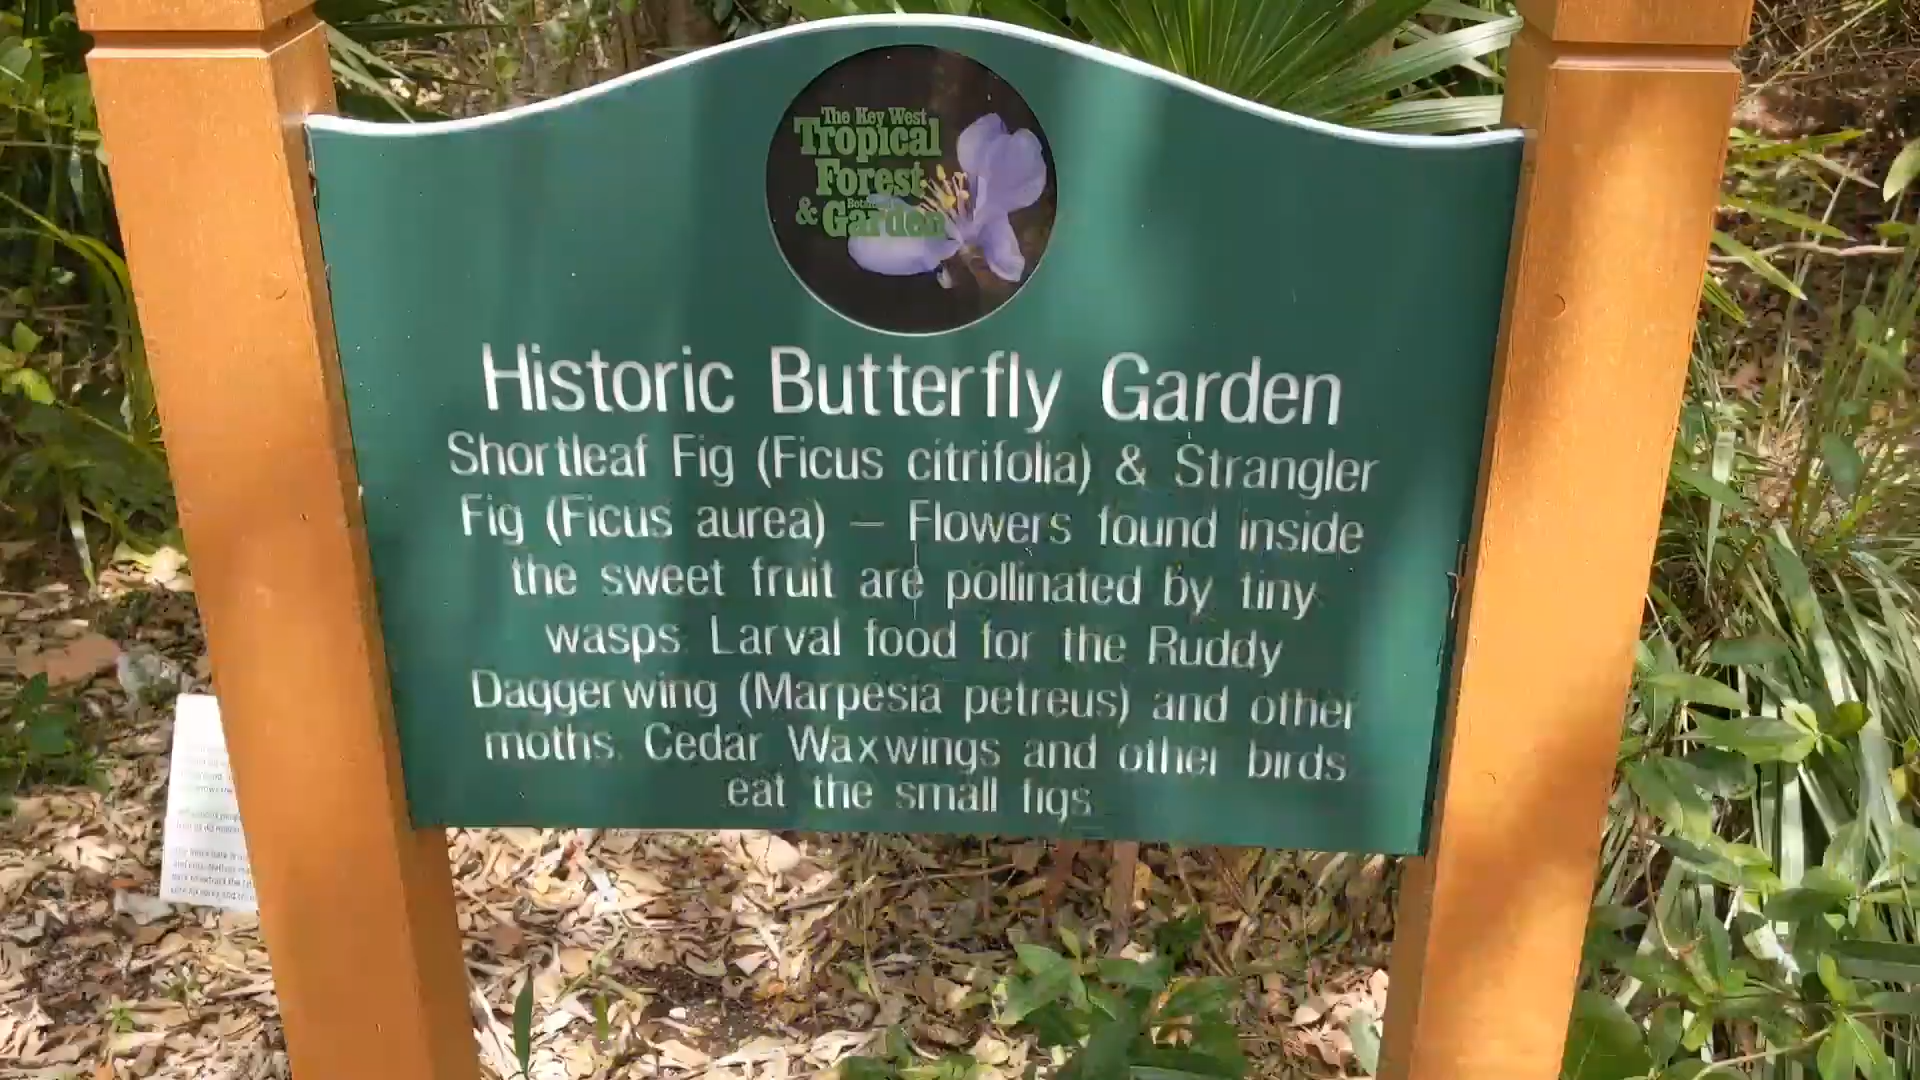 The Key West
Tropical
Forest
& Botanical
Garden
Historic Butterfly Garden
Shortleaf Fig (Ficus citrifolia) & Strangler
Fig (Ficus aurea) – Flowers found inside
the sweet fruit are pollinated by tiny
wasps. Larval food for the Ruddy
Daggerwing (Marpesia petreus) and other
moths. Cedar Waxwings and other birds
eat the small figs.